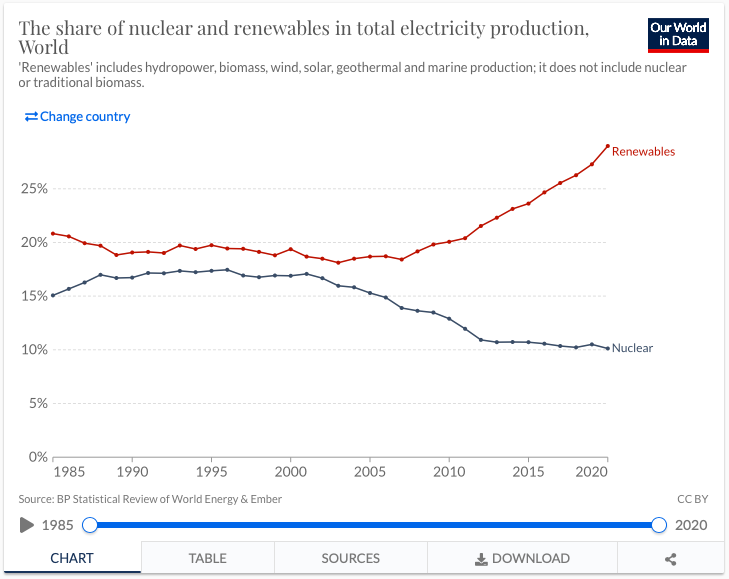 The share of nuclear and renewables in total electricity production,
World
Our World
in Data
'Renewables' includes hydropower, biomass, wind, solar, geothermal and marine production; it does not include nuclear
or traditional biomass.
Change country
Renewables
25%
20%
15%
10%
Nuclear
5%
0%
1985 1990 1995 2000 2005 2010 2015 2020
Source: BP Statistical Review of World Energy & Ember CC BY
1985 2020
CHART TABLE SOURCES DOWNLOAD